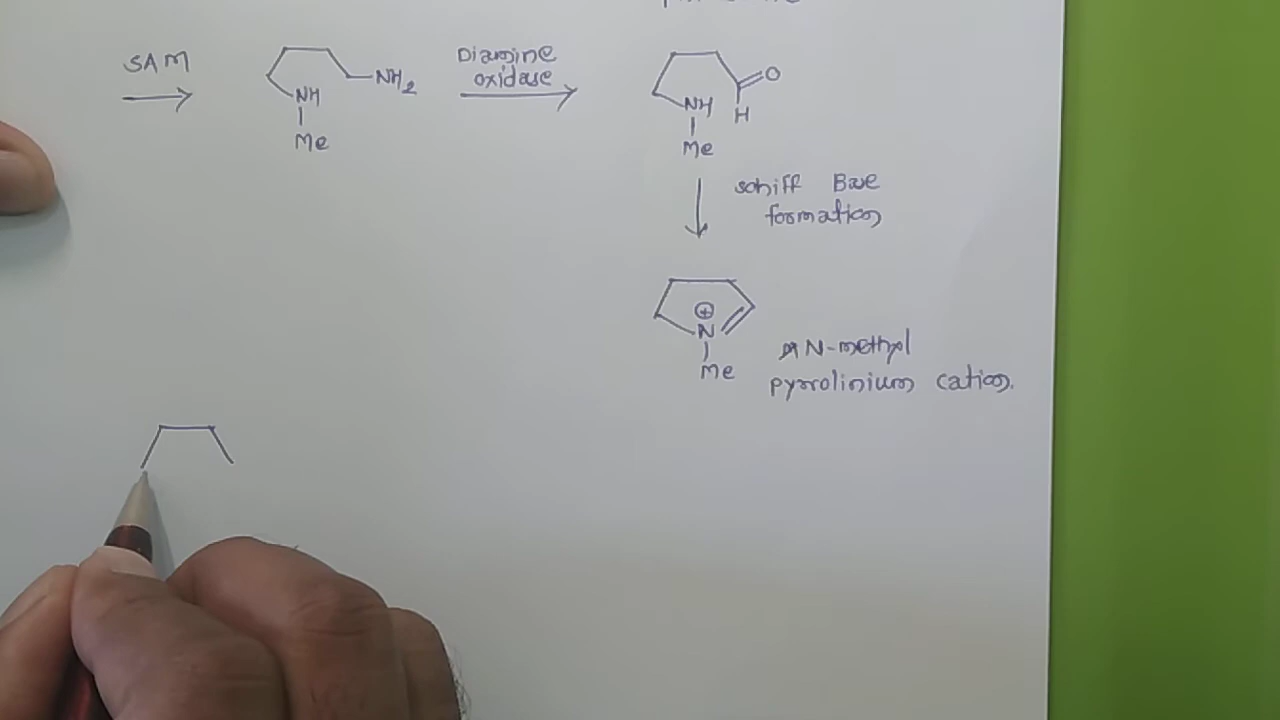 SAM
NH2
NH
Me
Diamine
oxidase
O
NH
H
Me
schiff Base
formation
⊕
N
Me
N-methyl
pyrrolinium cation.